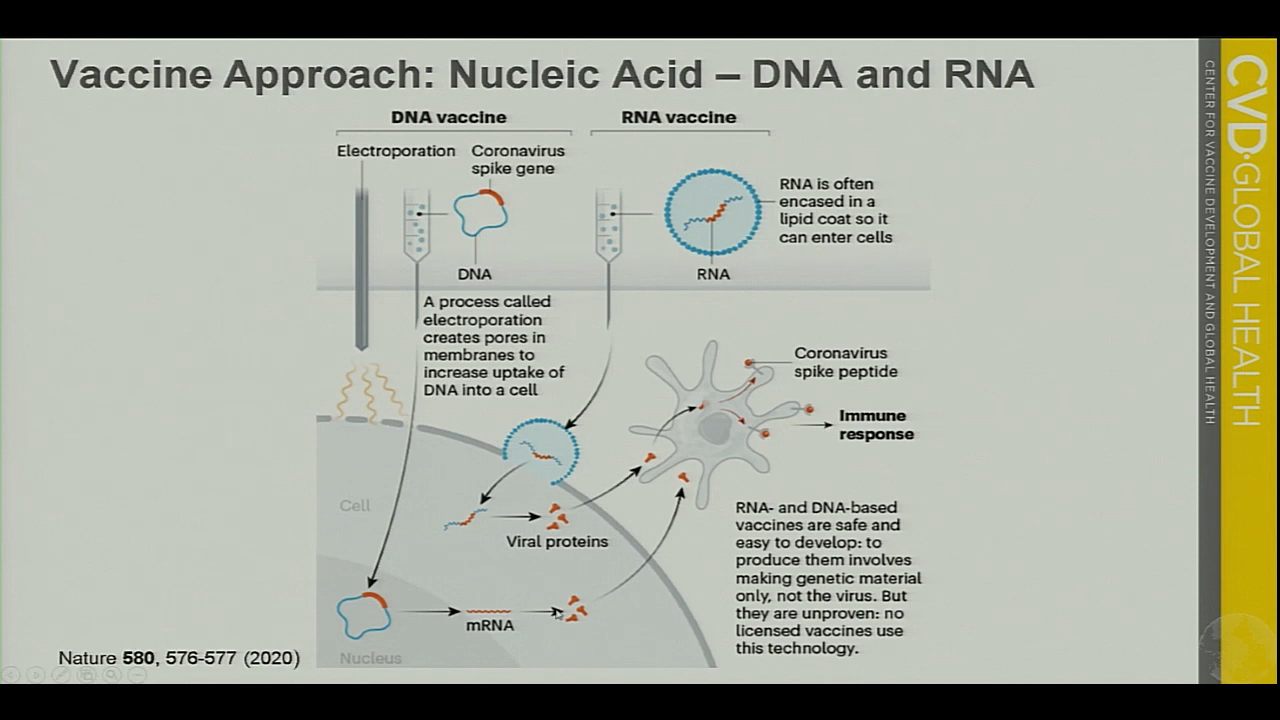 Vaccine Approach: Nucleic Acid – DNA and RNA
DNA vaccine
RNA vaccine
Electroporation
Coronavirus
spike gene
DNA
RNA is often
encased in a
lipid coat so it
can enter cells
RNA
A process called
electroporation
creates pores in
membranes to
increase uptake of
DNA into a cell
Coronavirus
spike peptide
Immune
response
Cell
Viral proteins
mRNA
Nucleus
RNA- and DNA-based
vaccines are safe and
easy to develop: to
produce them involves
making genetic material
only, not the virus. But
they are unproven: no
licensed vaccines use
this technology.
Nature 580, 576-577 (2020)
CVD·GLOBAL HEALTH
CENTER FOR VACCINE DEVELOPMENT AND GLOBAL HEALTH